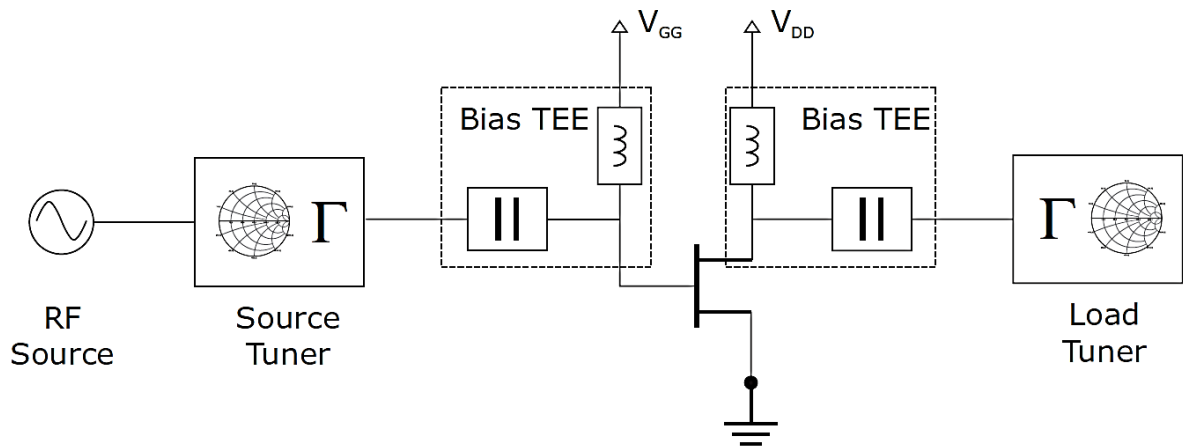 V_GG
V_DD
Bias TEE
Bias TEE
Γ
Γ
RF
Source
Source
Tuner
Load
Tuner